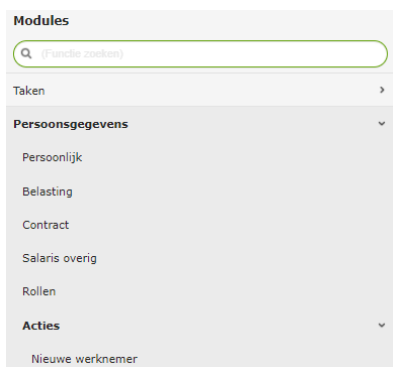 Modules
(Functie zoeken)
Taken
Persoonsgegevens
Persoonlijk
Belasting
Contract
Salaris overig
Rollen
Acties
Nieuwe werknemer